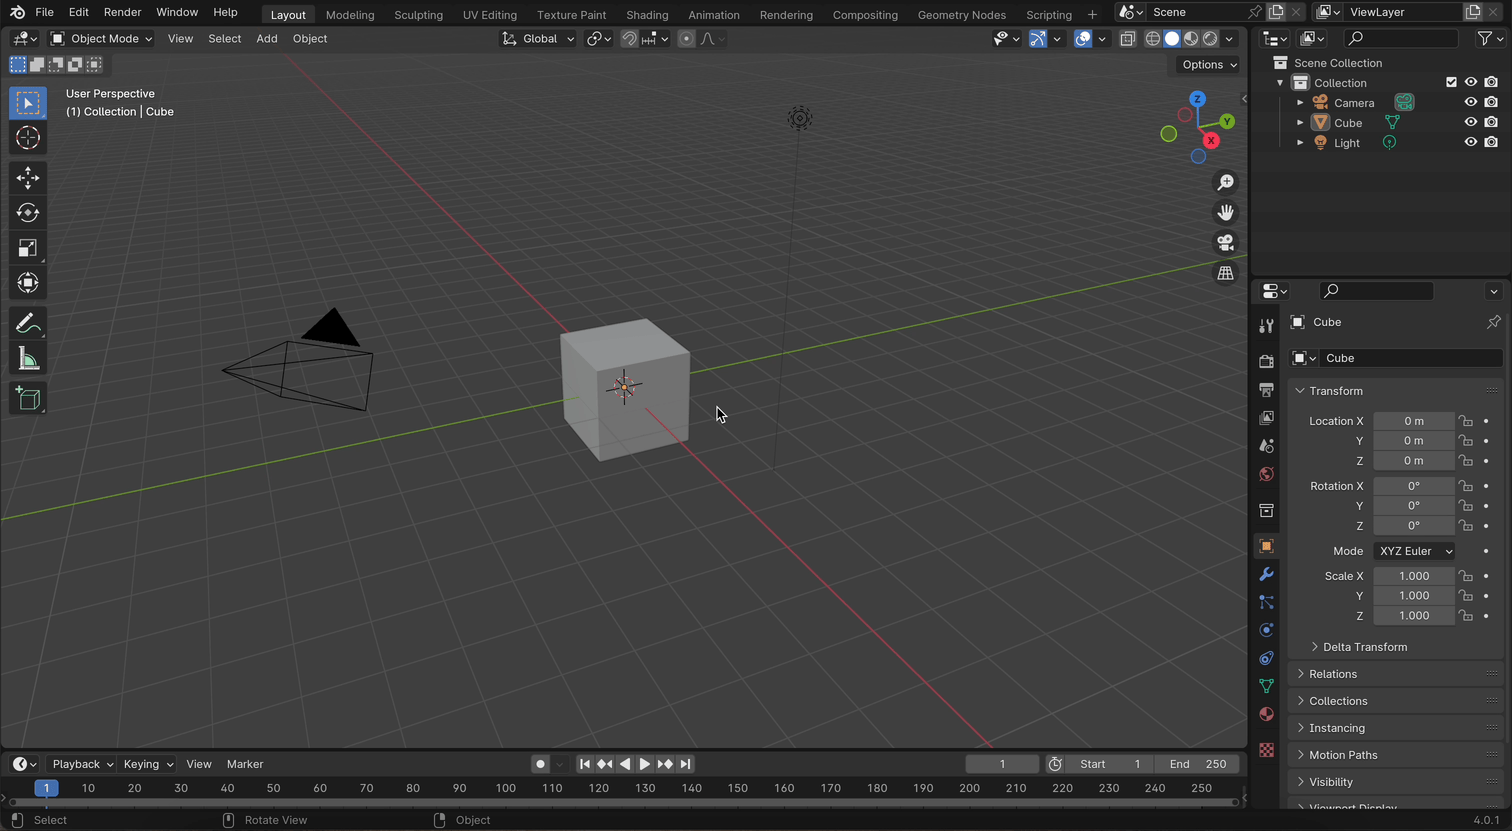 File Edit Render Window Help Layout Modeling Sculpting UV Editing Texture Paint Shading Animation Rendering Compositing Geometry Nodes Scripting + Scene ViewLayer
Object Mode View Select Add Object Global
Options
User Perspective
(1) Collection | Cube
Z
Y
X
Scene Collection
Collection
Camera
Cube
Light
Cube
Cube
Transform
Location X 0 m
Y 0 m
Z 0 m
Rotation X 0°
Y 0°
Z 0°
Mode XYZ Euler
Scale X 1.000
Y 1.000
Z 1.000
Delta Transform
Relations
Collections
Instancing
Motion Paths
Visibility
Viewport Display
Playback Keying View Marker 1 Start 1 End 250
1 10 20 30 40 50 60 70 80 90 100 110 120 130 140 150 160 170 180 190 200 210 220 230 240 250
Select Rotate View Object 4.0.1